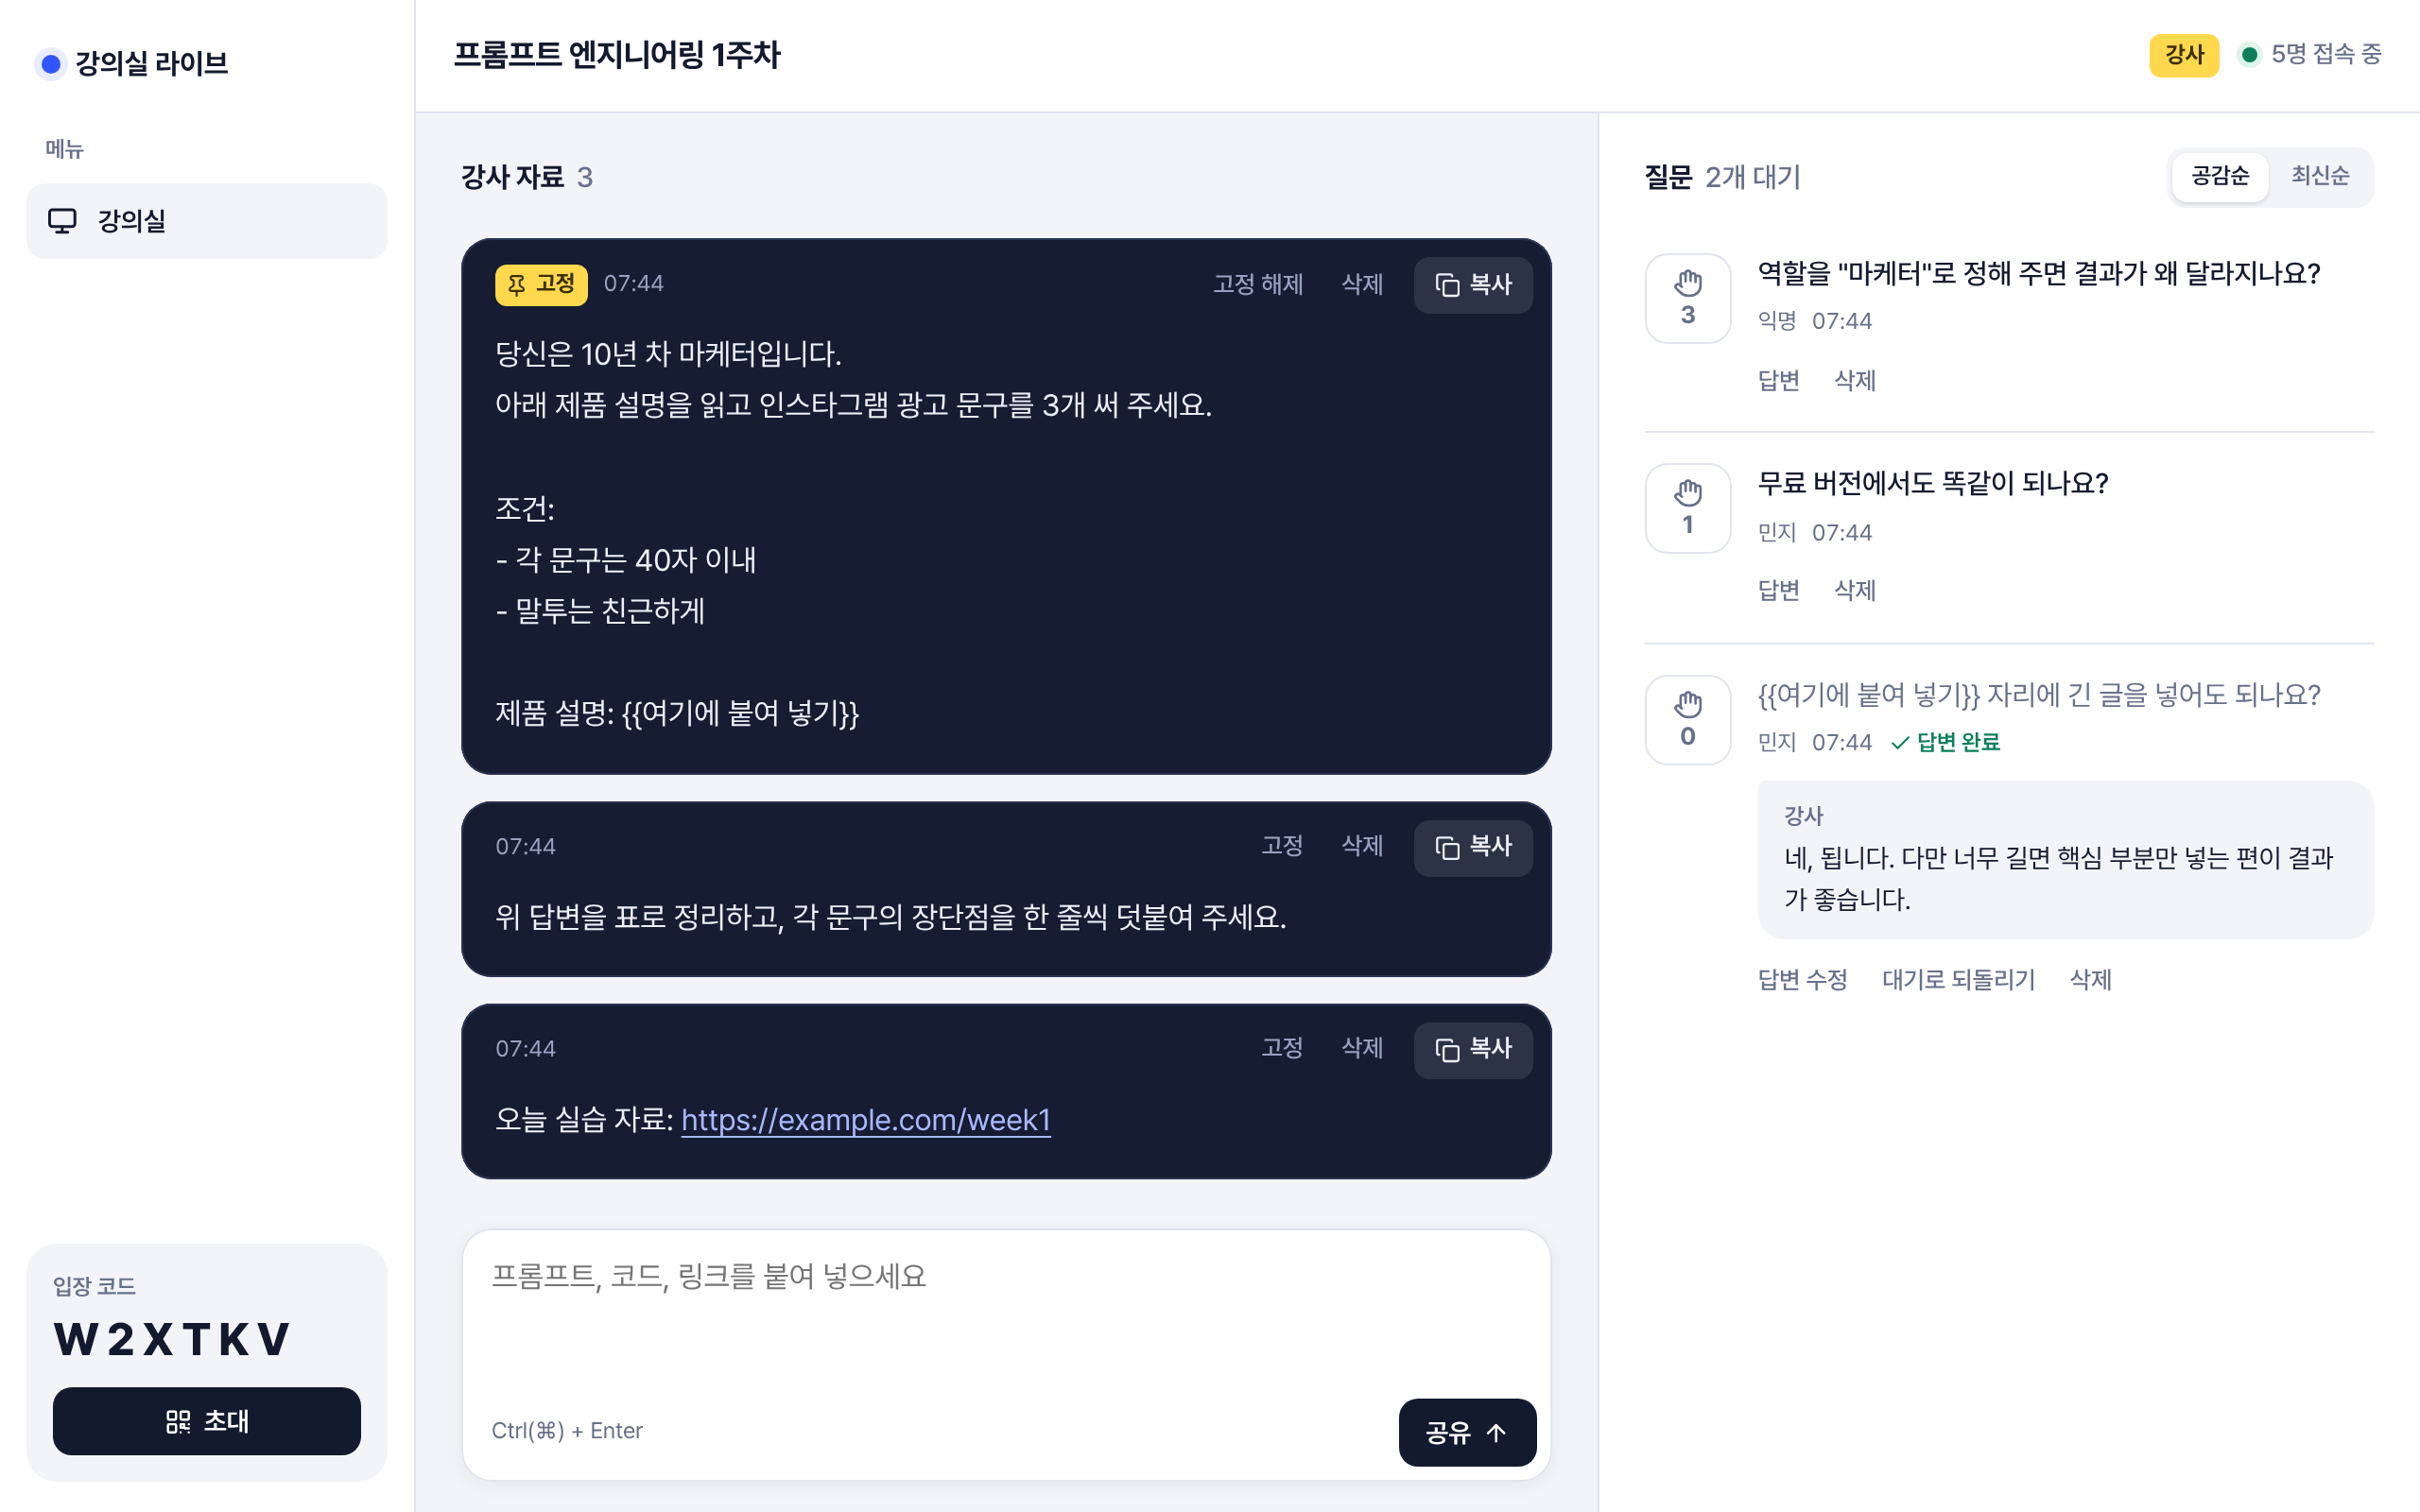 강의실 라이브
메뉴
강의실
입장 코드
W2XTKV
초대
프롬프트 엔지니어링 1주차
강사
5명 접속 중
강사 자료 3
고정 07:44 고정 해제 삭제 복사
당신은 10년 차 마케터입니다.
아래 제품 설명을 읽고 인스타그램 광고 문구를 3개 써 주세요.
조건:
- 각 문구는 40자 이내
- 말투는 친근하게
제품 설명: {{여기에 붙여 넣기}}
07:44 고정 삭제 복사
위 답변을 표로 정리하고, 각 문구의 장단점을 한 줄씩 덧붙여 주세요.
07:44 고정 삭제 복사
오늘 실습 자료: https://example.com/week1
프롬프트, 코드, 링크를 붙여 넣으세요
Ctrl(⌘) + Enter
공유
질문 2개 대기
공감순 최신순
3
역할을 "마케터"로 정해 주면 결과가 왜 달라지나요?
익명 07:44
답변 삭제
1
무료 버전에서도 똑같이 되나요?
민지 07:44
답변 삭제
0
{{여기에 붙여 넣기}} 자리에 긴 글을 넣어도 되나요?
민지 07:44 답변 완료
강사
네, 됩니다. 다만 너무 길면 핵심 부분만 넣는 편이 결과
가 좋습니다.
답변 수정 대기로 되돌리기 삭제